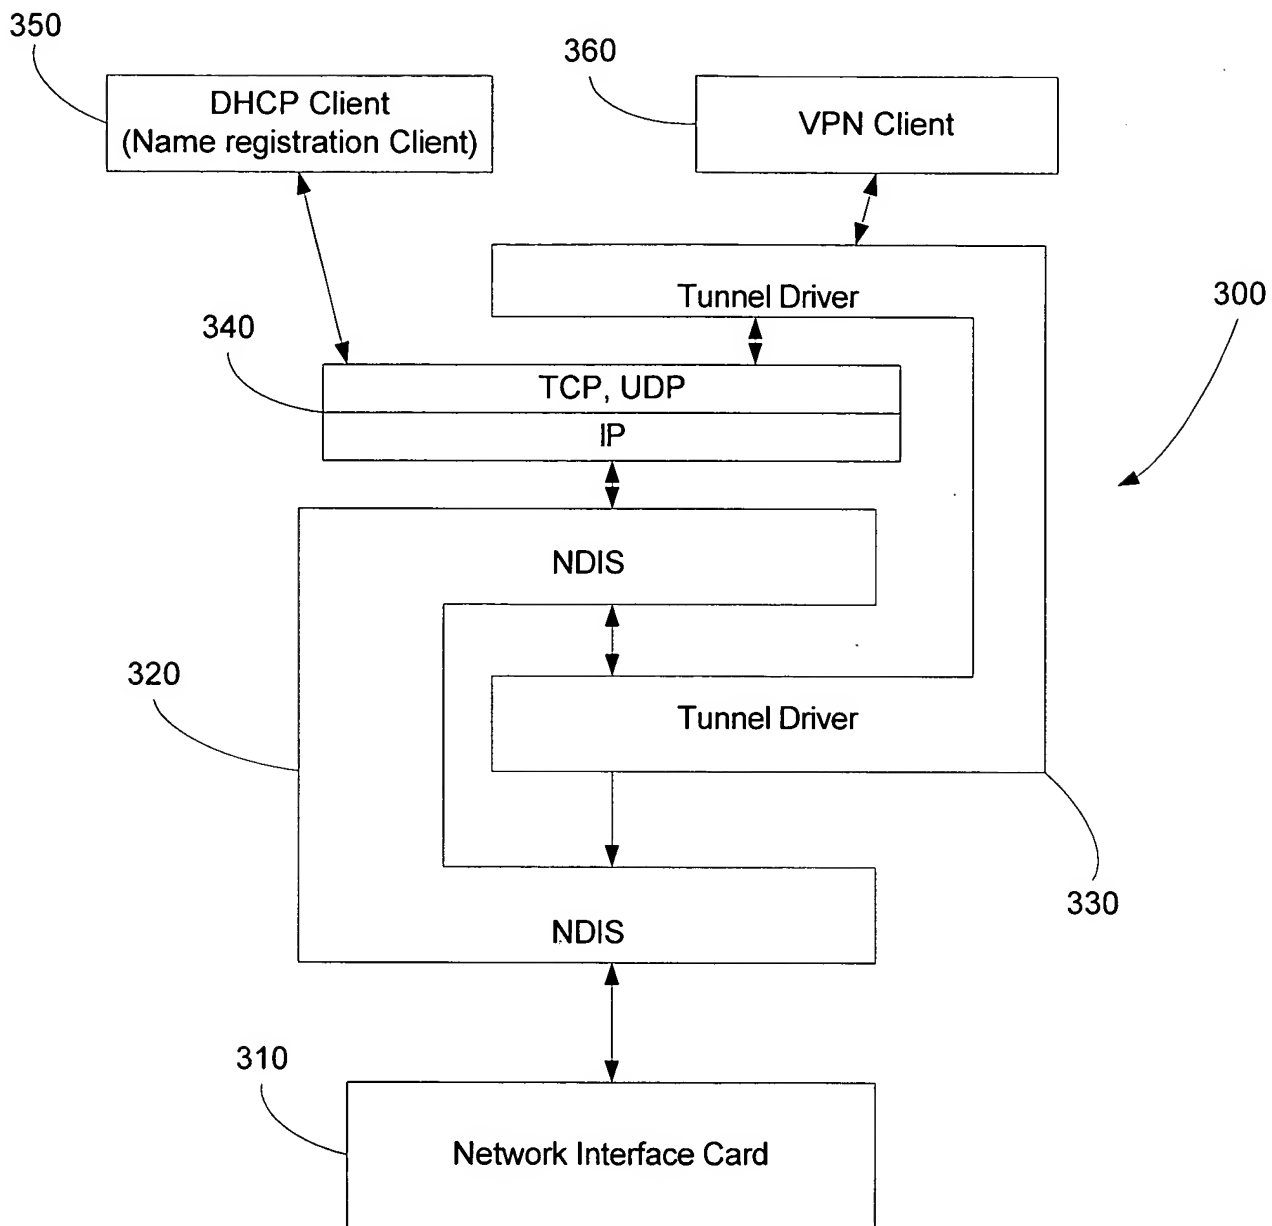 350
360
DHCP Client
(Name registration Client)
VPN Client
Tunnel Driver
300
340
TCP, UDP
IP
NDIS
320
Tunnel Driver
330
NDIS
310
Network Interface Card